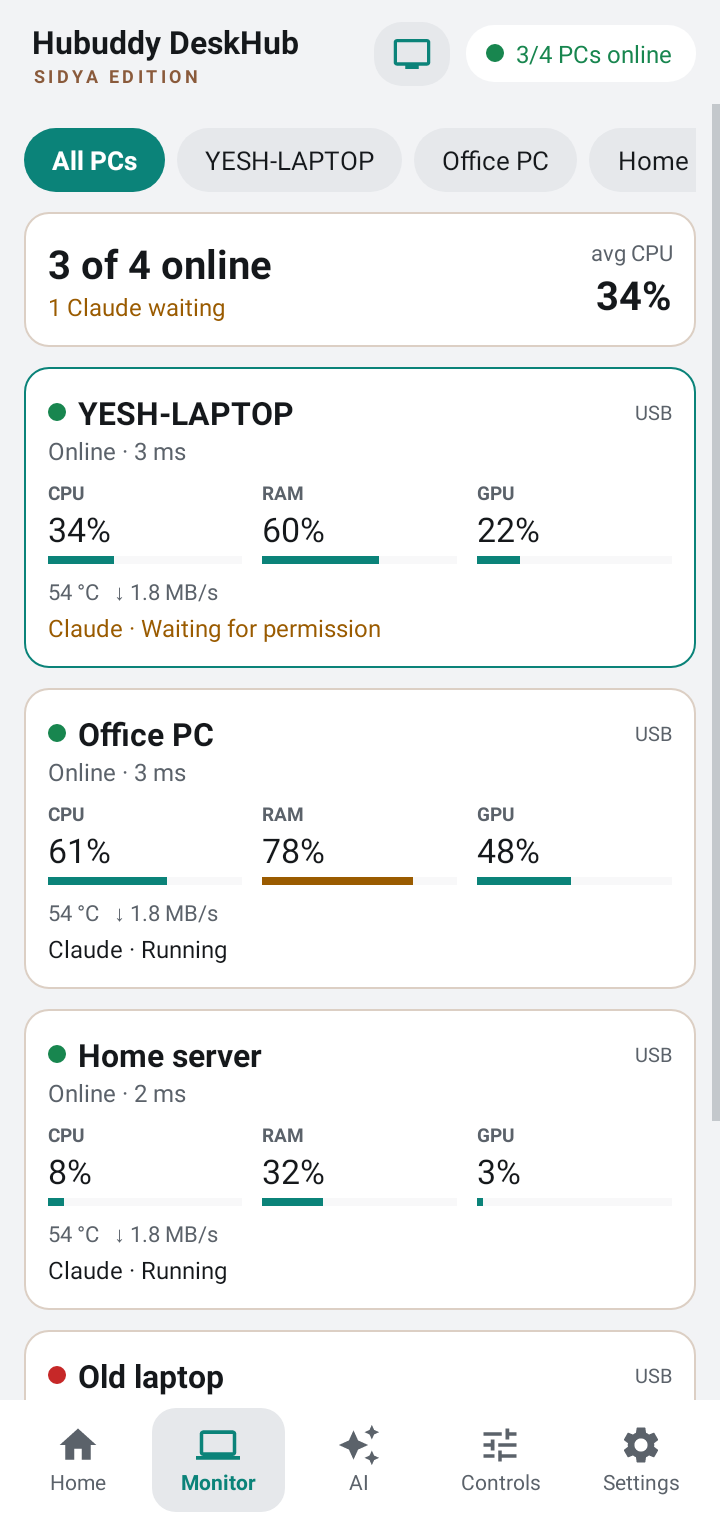 Hubuddy DeskHub
SIDYA EDITION
3/4 PCs online
All PCs
YESH-LAPTOP
Office PC
Home
3 of 4 online
1 Claude waiting
avg CPU
34%
YESH-LAPTOP
USB
Online · 3 ms
CPU RAM GPU
34% 60% 22%
54 °C ↓ 1.8 MB/s
Claude · Waiting for permission
Office PC
USB
Online · 3 ms
CPU RAM GPU
61% 78% 48%
54 °C ↓ 1.8 MB/s
Claude · Running
Home server
USB
Online · 2 ms
CPU RAM GPU
8% 32% 3%
54 °C ↓ 1.8 MB/s
Claude · Running
Old laptop
USB
Home
Monitor
AI
Controls
Settings